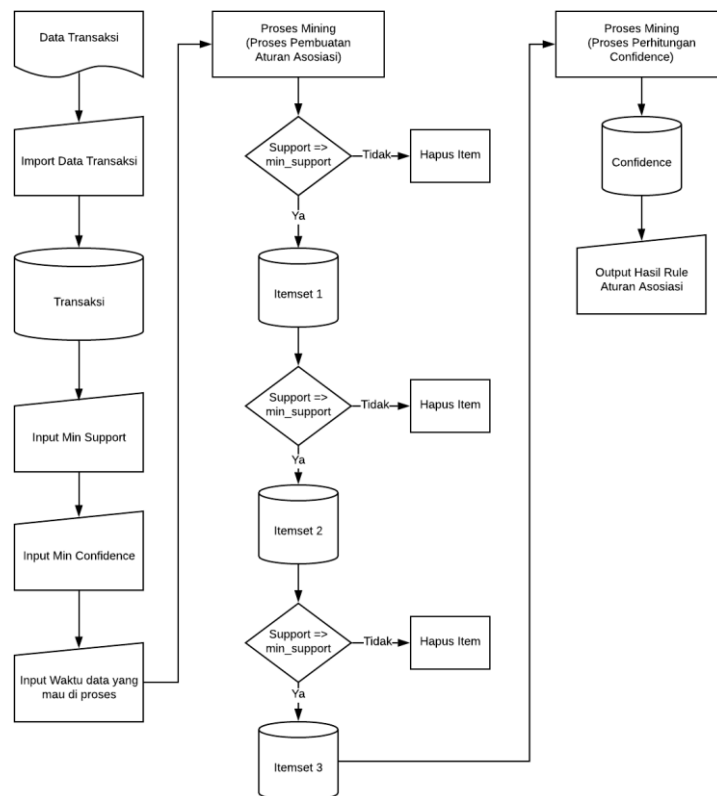 Data Transaksi
Import Data Transaksi
Transaksi
Input Min Support
Input Min Confidence
Input Waktu data yang
mau di proses
Proses Mining
(Proses Pembuatan
Aturan Asosiasi)
Support =>
min_support
Tidak
Hapus Item
Ya
Itemset 1
Support =>
min_support
Tidak
Hapus Item
Ya
Itemset 2
Support =>
min_support
Tidak
Hapus Item
Ya
Itemset 3
Proses Mining
(Proses Perhitungan
Confidence)
Confidence
Output Hasil Rule
Aturan Asosiasi